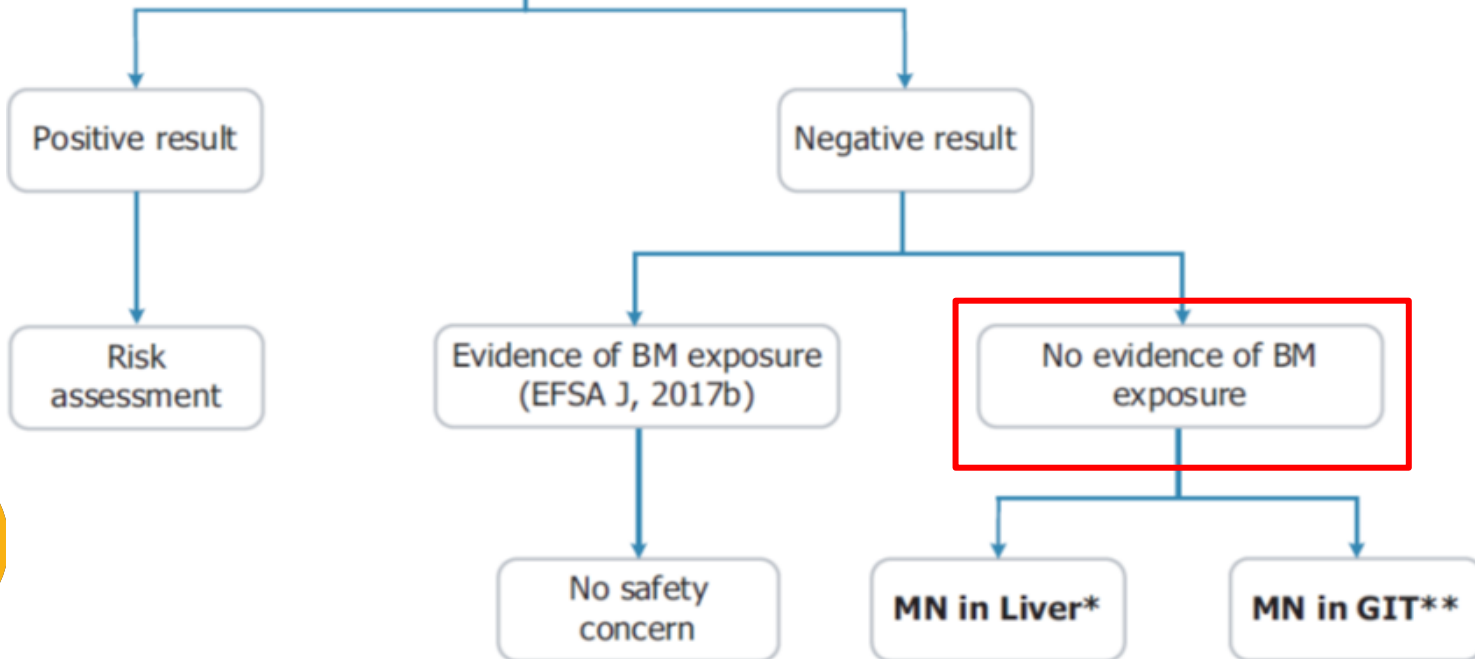 Positive result
Negative result
Risk
assessment
Evidence of BM exposure
(EFSA J, 2017b)
No evidence of BM
exposure
No safety
concern
MN in Liver*
MN in GIT**